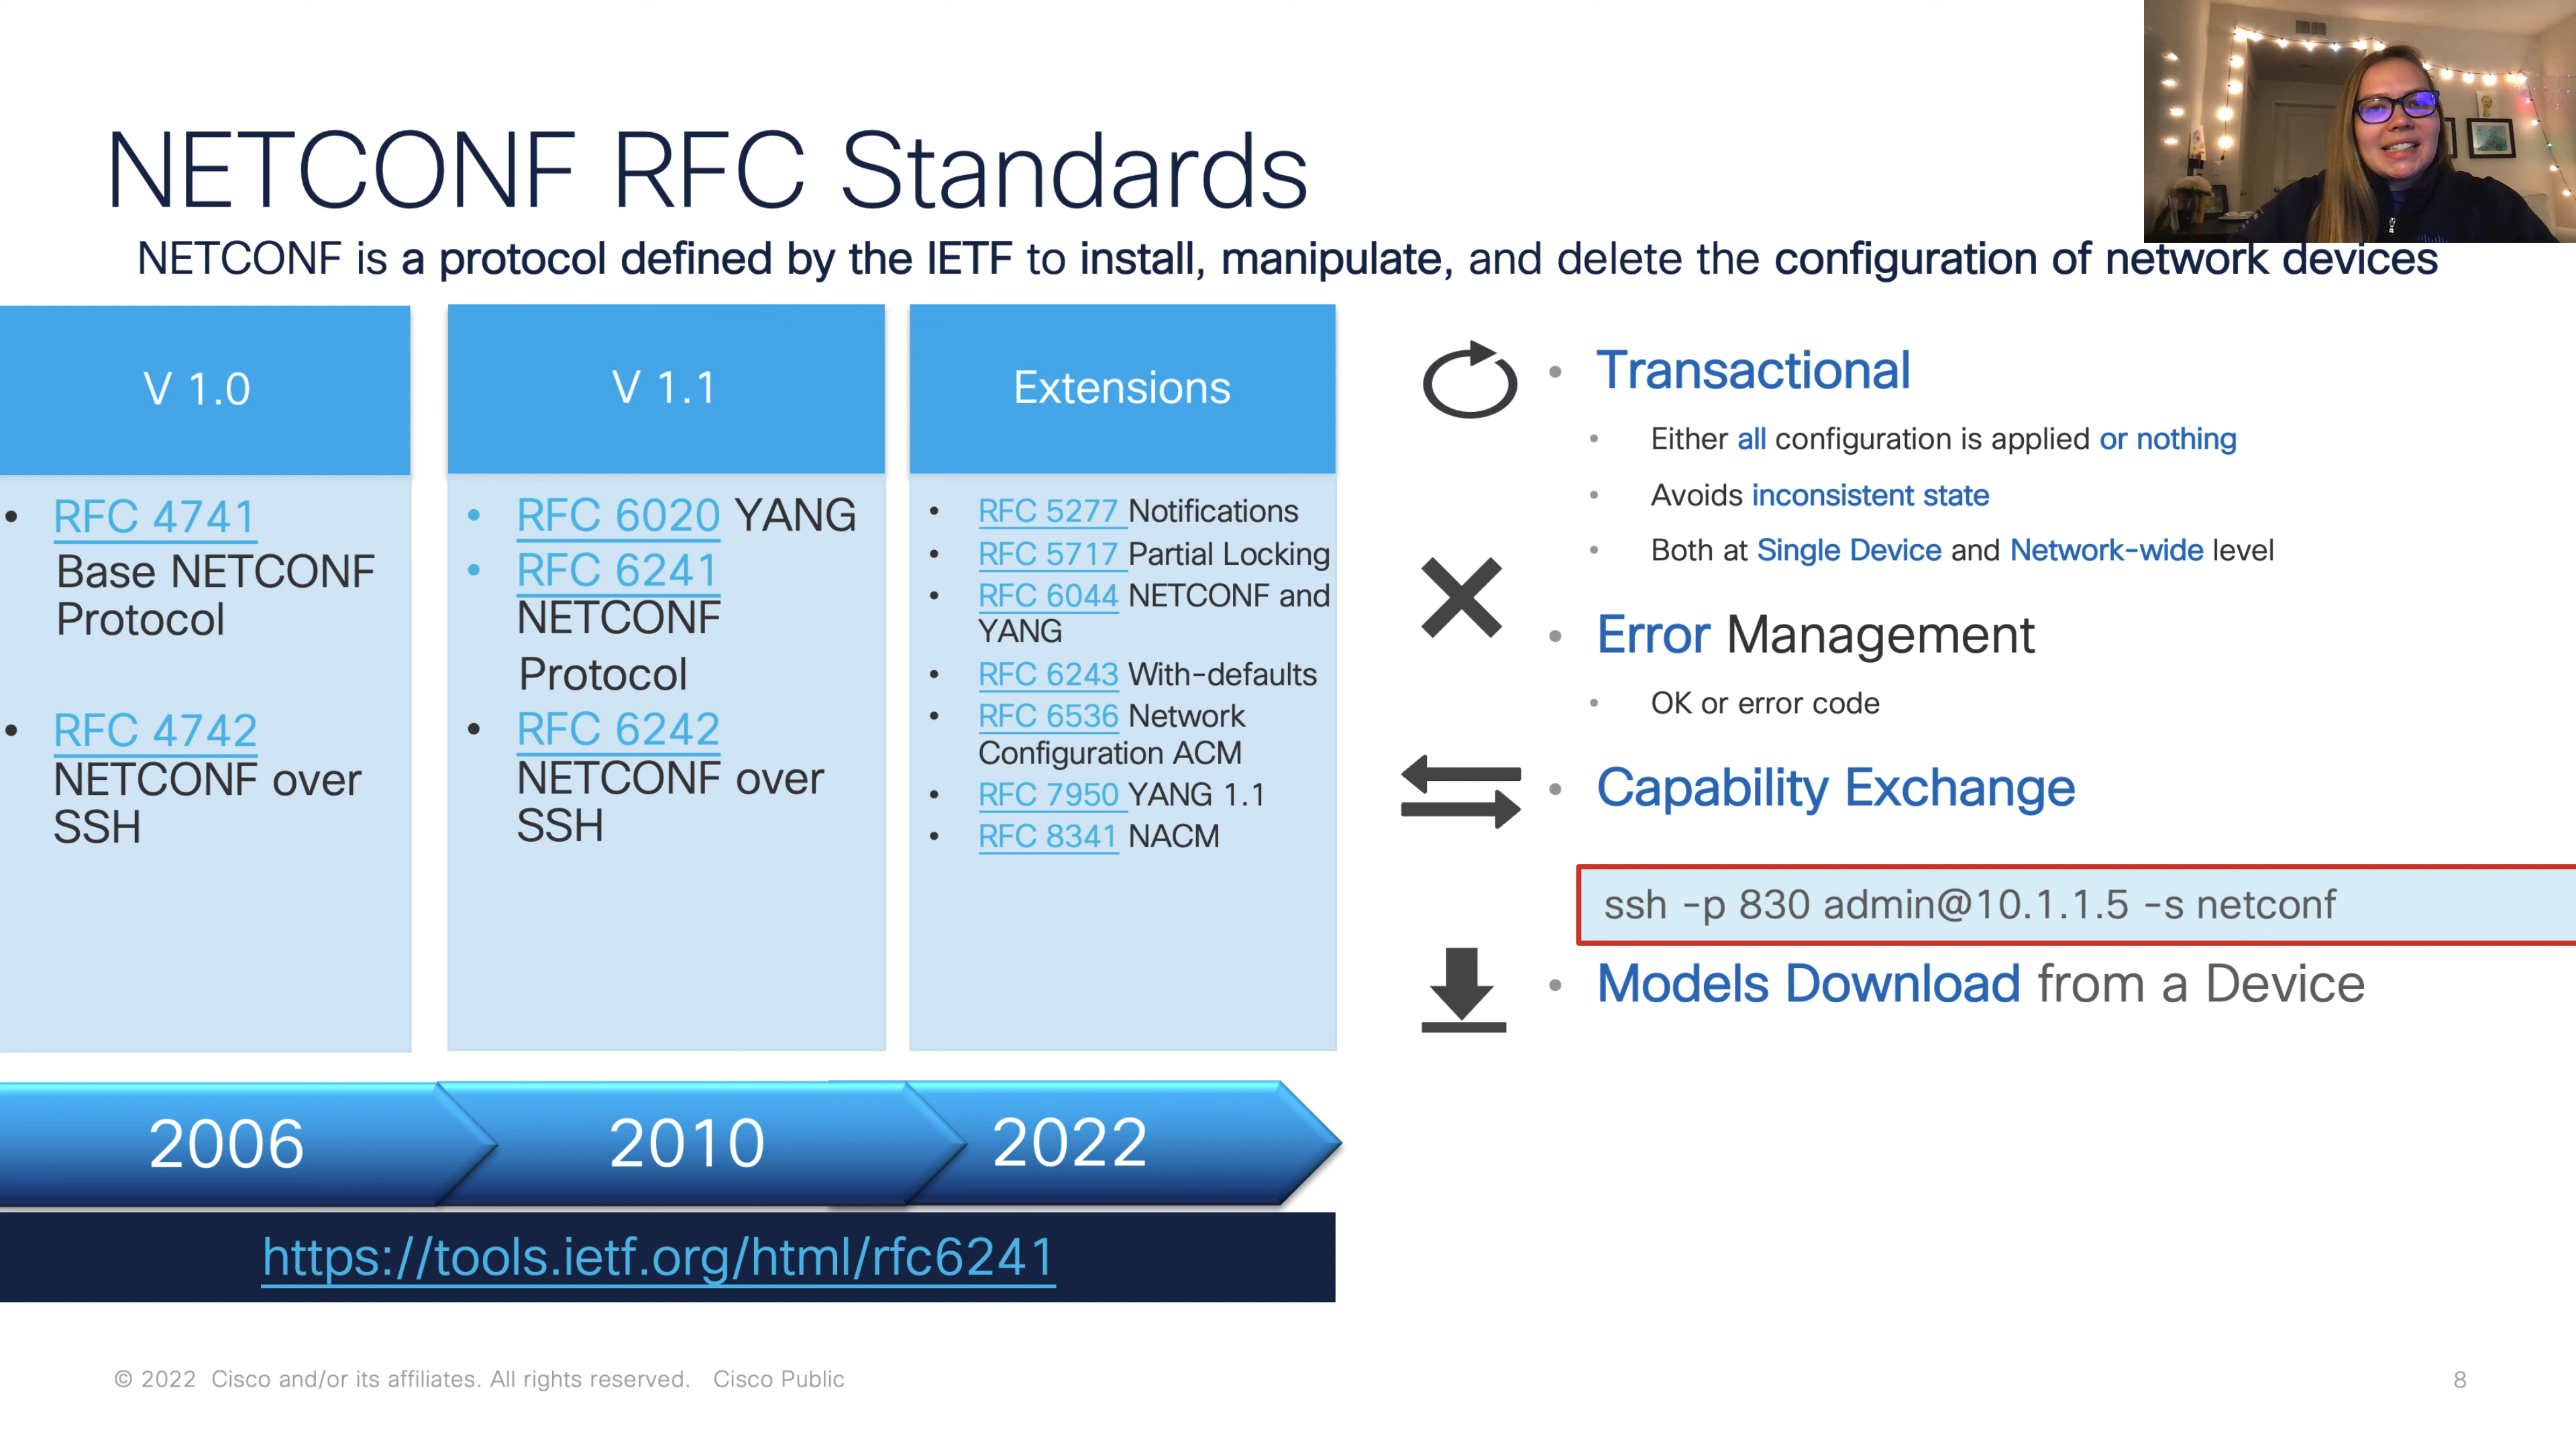 NETCONF RFC Standards
NETCONF is a protocol defined by the IETF to install, manipulate, and delete the configuration of network devices
V 1.0
• RFC 4741
Base NETCONF
Protocol
• RFC 4742
NETCONF over
SSH
V 1.1
• RFC 6020 YANG
• RFC 6241
NETCONF
Protocol
• RFC 6242
NETCONF over
SSH
Extensions
• RFC 5277 Notifications
• RFC 5717 Partial Locking
• RFC 6044 NETCONF and
YANG
• RFC 6243 With-defaults
• RFC 6536 Network
Configuration ACM
• RFC 7950 YANG 1.1
• RFC 8341 NACM
2006
2010
2022
https://tools.ietf.org/html/rfc6241
• Transactional
• Either all configuration is applied or nothing
• Avoids inconsistent state
• Both at Single Device and Network-wide level
• Error Management
• OK or error code
• Capability Exchange
ssh -p 830 admin@10.1.1.5 -s netconf
• Models Download from a Device
© 2022 Cisco and/or its affiliates. All rights reserved. Cisco Public
8